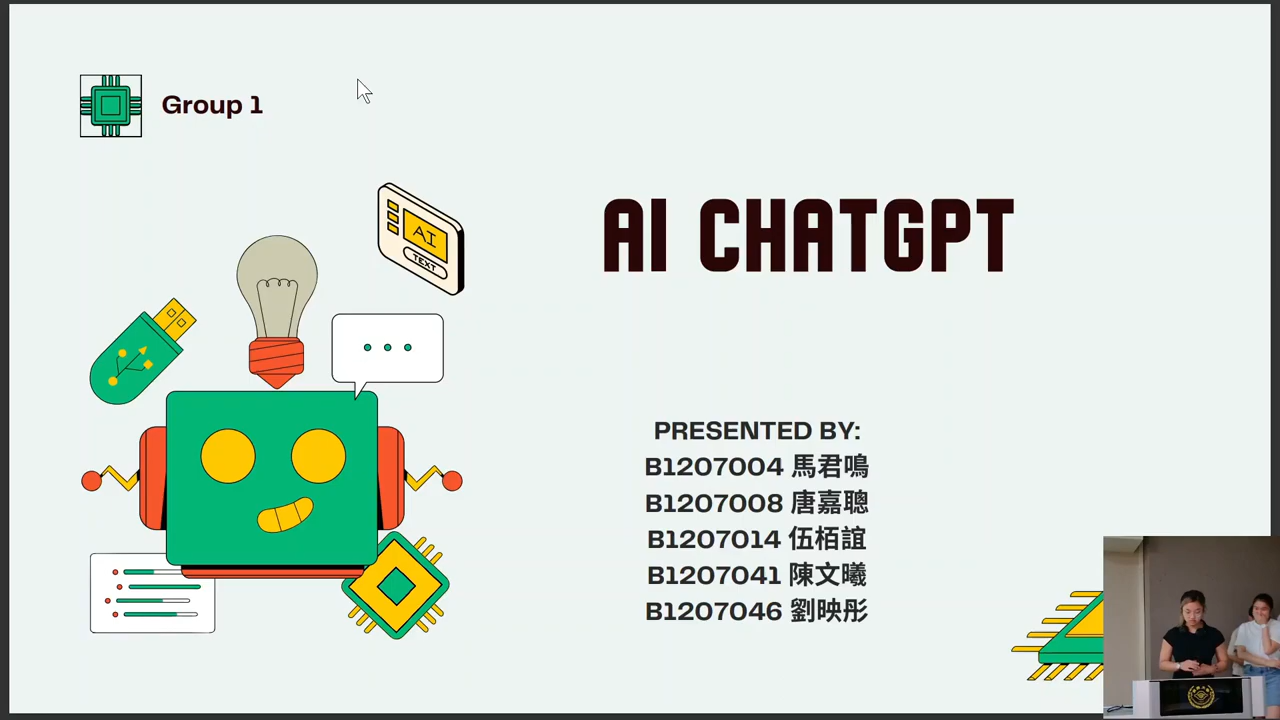 Group 1
AI
TEXT
AI CHATGPT
PRESENTED BY:
B1207004 馬君鳴
B1207008 唐嘉聰
B1207014 伍栢誼
B1207041 陳文曦
B1207046 劉映彤